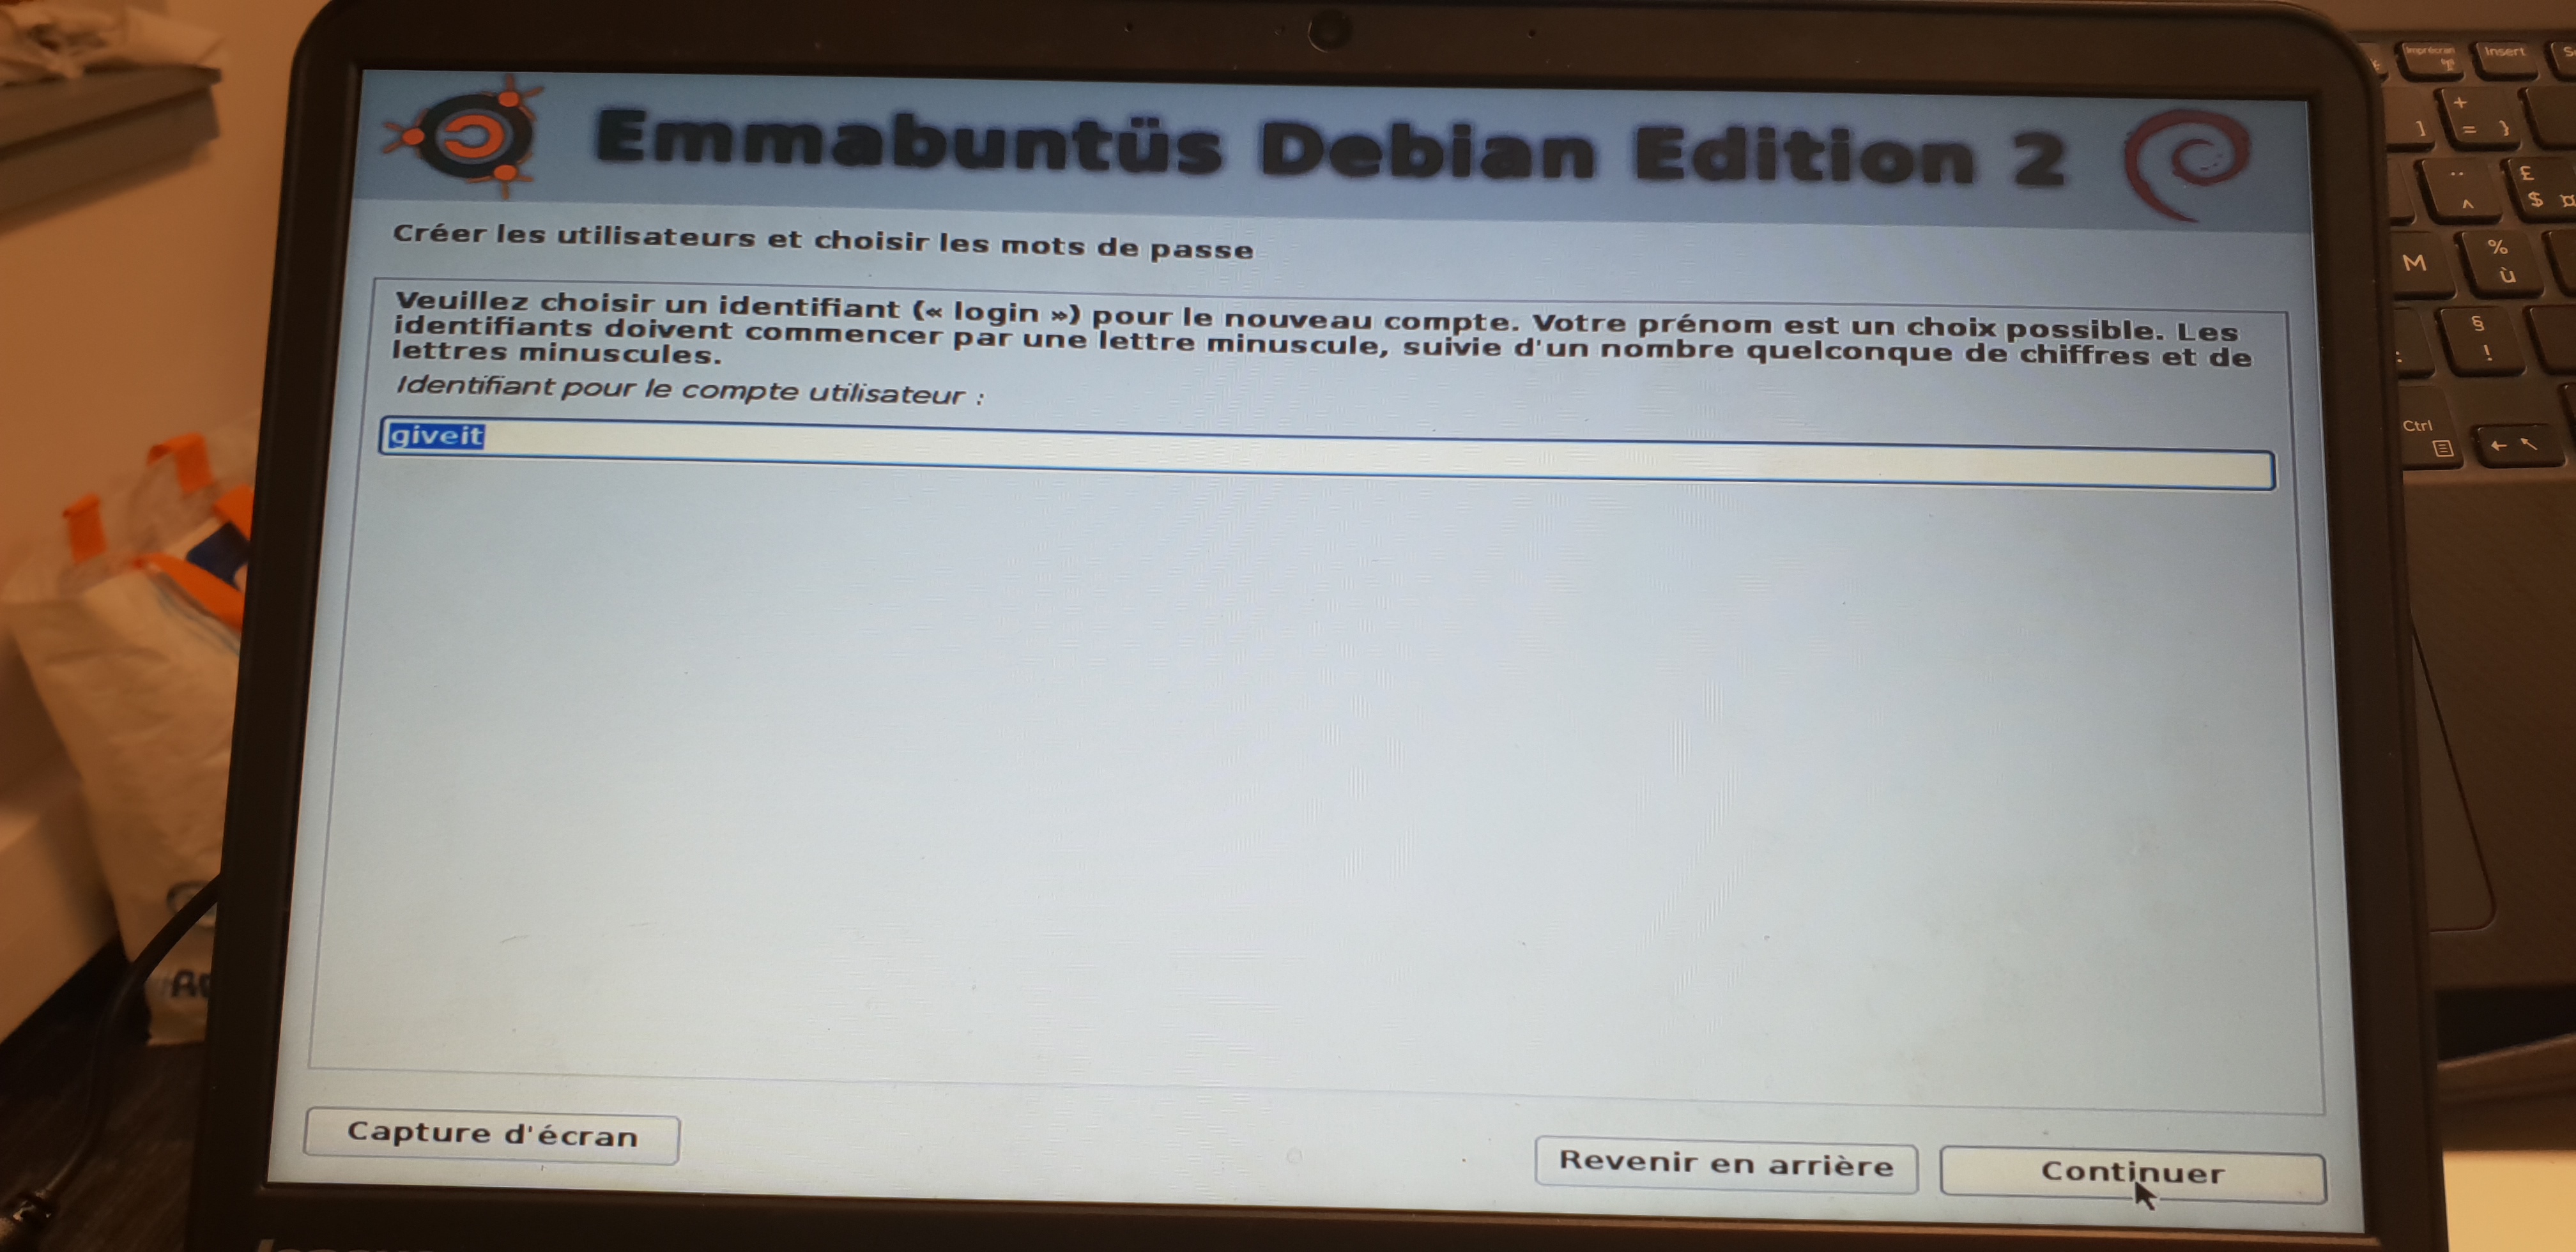 Emmabuntüs Debian Edition 2
Créer les utilisateurs et choisir les mots de passe
Veuillez choisir un identifiant (« login ») pour le nouveau compte. Votre prénom est un choix possible. Les
identifiants doivent commencer par une lettre minuscule, suivie d'un nombre quelconque de chiffres et de
lettres minuscules.
Identifiant pour le compte utilisateur :
giveit
Capture d'écran
Revenir en arrière
Continuer
Imprécran
Insert
+
] = }
¨ £
^ $ ¤
M % ù
§
!
Ctrl